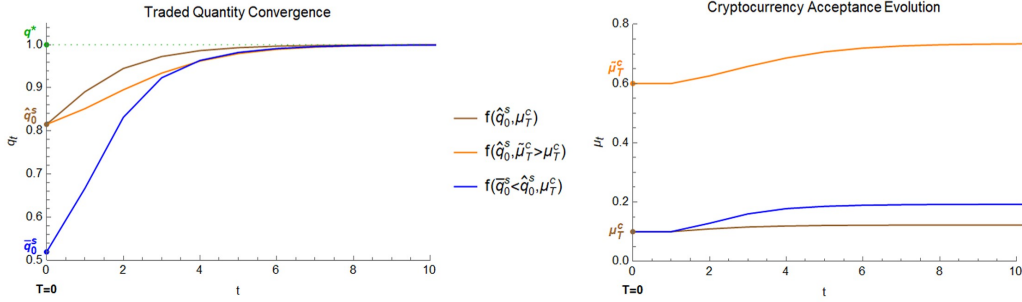 Traded Quantity Convergence
q*
1.0
0.9
q̂₀ˢ
0.8
qₜ
0.7
0.6
q̄₀ˢ
0.5
0 2 4 6 8 10
T=0
t
f(q̂₀ˢ,μ_T^c)
f(q̂₀ˢ,μ̃_T^c>μ_T^c)
f(q̄₀ˢ<q̂₀ˢ,μ_T^c)
Cryptocurrency Acceptance Evolution
0.8
μ̃_T^c
0.6
μₜ
0.4
0.2
μ_T^c
0.0
0 2 4 6 8 10
T=0
t